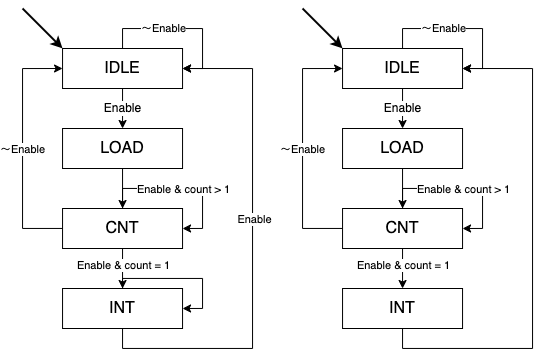 ~Enable
IDLE
Enable
~Enable
LOAD
Enable & count > 1
CNT
Enable
Enable & count = 1
INT
~Enable
IDLE
Enable
~Enable
LOAD
Enable & count > 1
CNT
Enable & count = 1
INT